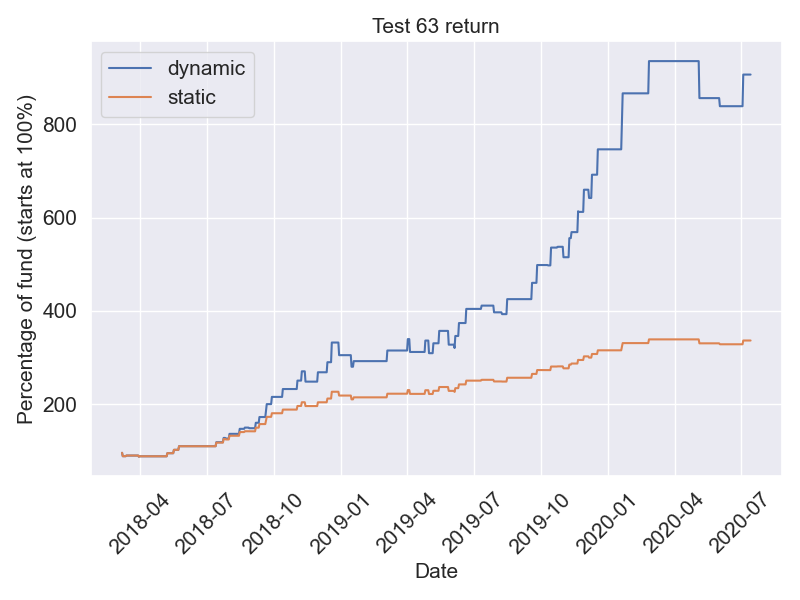 Test 63 return
dynamic
static
Percentage of fund (starts at 100%)
800
600
400
200
2018-04
2018-07
2018-10
2019-01
2019-04
2019-07
2019-10
2020-01
2020-04
2020-07
Date